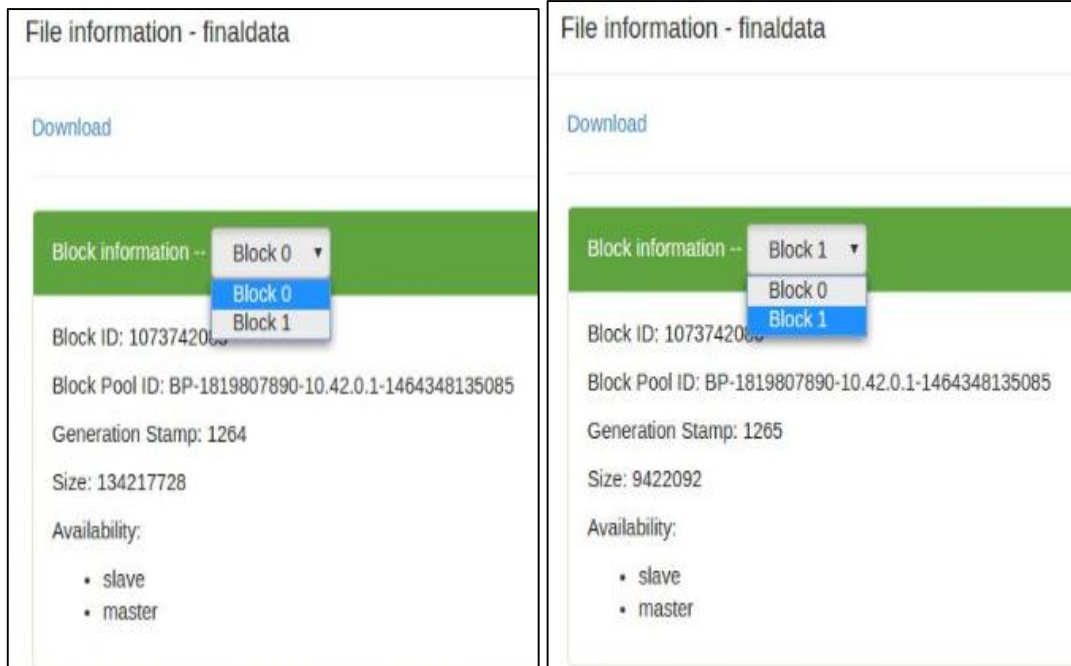 File information - finaldata
Download
Block information --
Block 0
Block 0
Block 1
Block ID:
Block Pool ID: BP-1819807890-10.42.0.1-1464348135085
Generation Stamp: 1264
Size: 134217728
Availability:
• slave
• master
File information - finaldata
Download
Block information --
Block 1
Block 0
Block 1
Block ID:
Block Pool ID: BP-1819807890-10.42.0.1-1464348135085
Generation Stamp: 1265
Size: 9422092
Availability:
• slave
• master